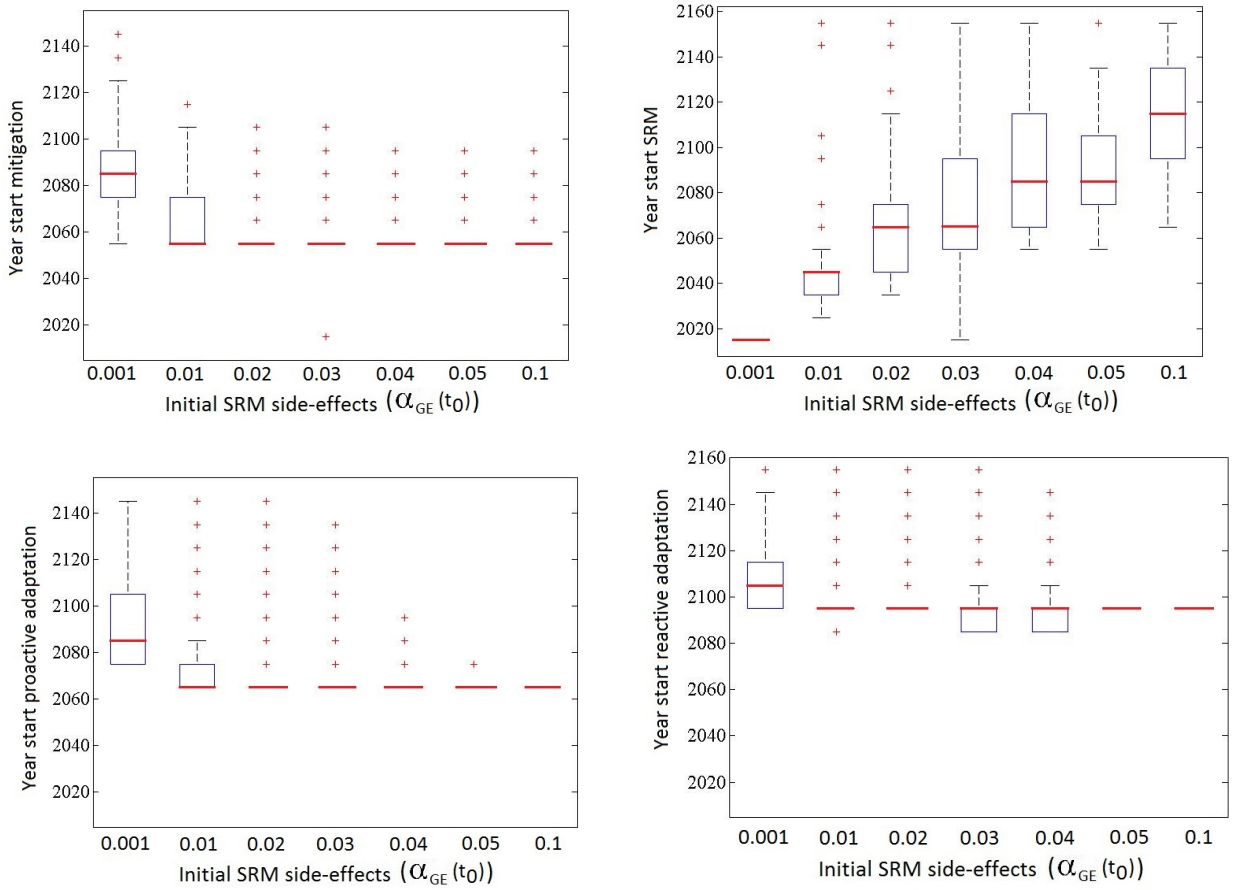 Year start mitigation
2140
2120
2100
2080
2060
2040
2020
0.001 0.01 0.02 0.03 0.04 0.05 0.1
Initial SRM side-effects (α_GE (t_0))
Year start SRM
2160
2140
2120
2100
2080
2060
2040
2020
0.001 0.01 0.02 0.03 0.04 0.05 0.1
Initial SRM side-effects (α_GE (t_0))
Year start proactive adaptation
2140
2120
2100
2080
2060
2040
2020
0.001 0.01 0.02 0.03 0.04 0.05 0.1
Initial SRM side-effects (α_GE (t_0))
Year start reactive adaptation
2160
2140
2120
2100
2080
2060
2040
2020
0.001 0.01 0.02 0.03 0.04 0.05 0.1
Initial SRM side-effects (α_GE (t_0))